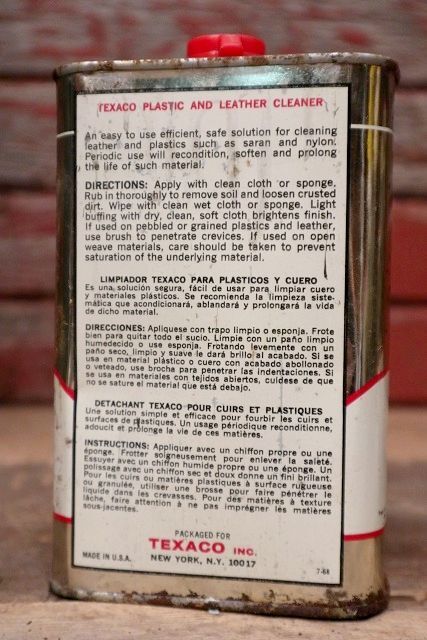 TEXACO PLASTIC AND LEATHER CLEANER
An easy to use efficient, safe solution for cleaning
leather and plastics such as saran and nylon.
Periodic use will recondition, soften and prolong
the life of such material.
DIRECTIONS: Apply with clean cloth or sponge.
Rub in thoroughly to remove soil and loosen crusted
dirt. Wipe with clean wet cloth or sponge. Light
buffing with dry, clean, soft cloth brightens finish.
If used on pebbled or grained plastics and leather,
use brush to penetrate crevices. If used on open
weave materials, care should be taken to prevent
saturation of the underlying material.
LIMPIADOR TEXACO PARA PLASTICOS Y CUERO
Es una solución segura, fácil de usar para limpiar cuero
y materiales plásticos. Se recomienda la limpieza siste-
mática que acondicionará, ablandará y prolongará la vida
de dicho material.
DIRECCIONES: Apliquese con trapo limpio o esponja. Frote
bien para quitar todo el sucio. Limpie con un paño limpio
humedecido o use esponja. Frotando levemente con un
paño seco, limpio y suave le dará brillo al acabado. Si se
usa en material plástico o cuero con acabado abollonado
o veteado, use brocha para penetrar las hendiduras. Si
se usa en materiales con tejidos abiertos, cuídese de que
no se sature el material que está debajo.
DETACHANT TEXACO POUR CUIRS ET PLASTIQUES
Une solution simple et efficace pour fourbir les cuirs et
surfaces de plastiques. Un usage périodique reconditionne,
adoucit et prolonge la vie de ces matières.
INSTRUCTIONS: Appliquer avec un chiffon propre ou une
éponge. Frotter soigneusement pour enlever la saleté.
Essuyer avec un chiffon humide propre ou une éponge. Un
polissage avec un chiffon sec et doux donne un fini brillant.
Pour les cuirs ou matières plastiques à surface rugueuse
ou granulée, utiliser une brosse pour faire pénétrer le
liquide dans les crevasses. Pour des matières à texture
lâche, faire attention à ne pas imprégner les matières
sous-jacentes.
PACKAGED FOR
TEXACO INC.
MADE IN U.S.A. NEW YORK, N.Y. 10017 7-68